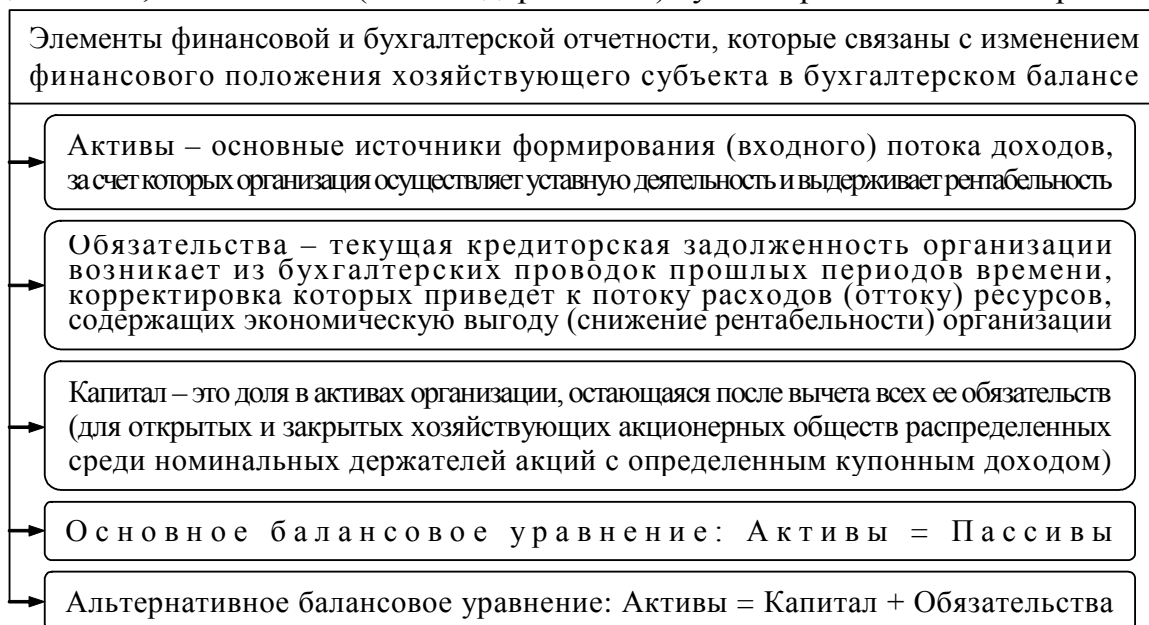 Элементы финансовой и бухгалтерской отчетности, которые связаны с изменением
финансового положения хозяйствующего субъекта в бухгалтерском балансе
Активы – основные источники формирования (входного) потока доходов,
за счет которых организация осуществляет уставную деятельность и выдерживает рентабельность
Обязательства – текущая кредиторская задолженность организации
возникает из бухгалтерских проводок прошлых периодов времени,
корректировка которых приведет к потоку расходов (оттоку) ресурсов,
содержащих экономическую выгоду (снижение рентабельности) организации
Капитал – это доля в активах организации, остающаяся после вычета всех ее обязательств
(для открытых и закрытых хозяйствующих акционерных обществ распределенных
среди номинальных держателей акций с определенным купонным доходом)
Основное балансовое уравнение: Активы = Пассивы
Альтернативное балансовое уравнение: Активы = Капитал + Обязательства